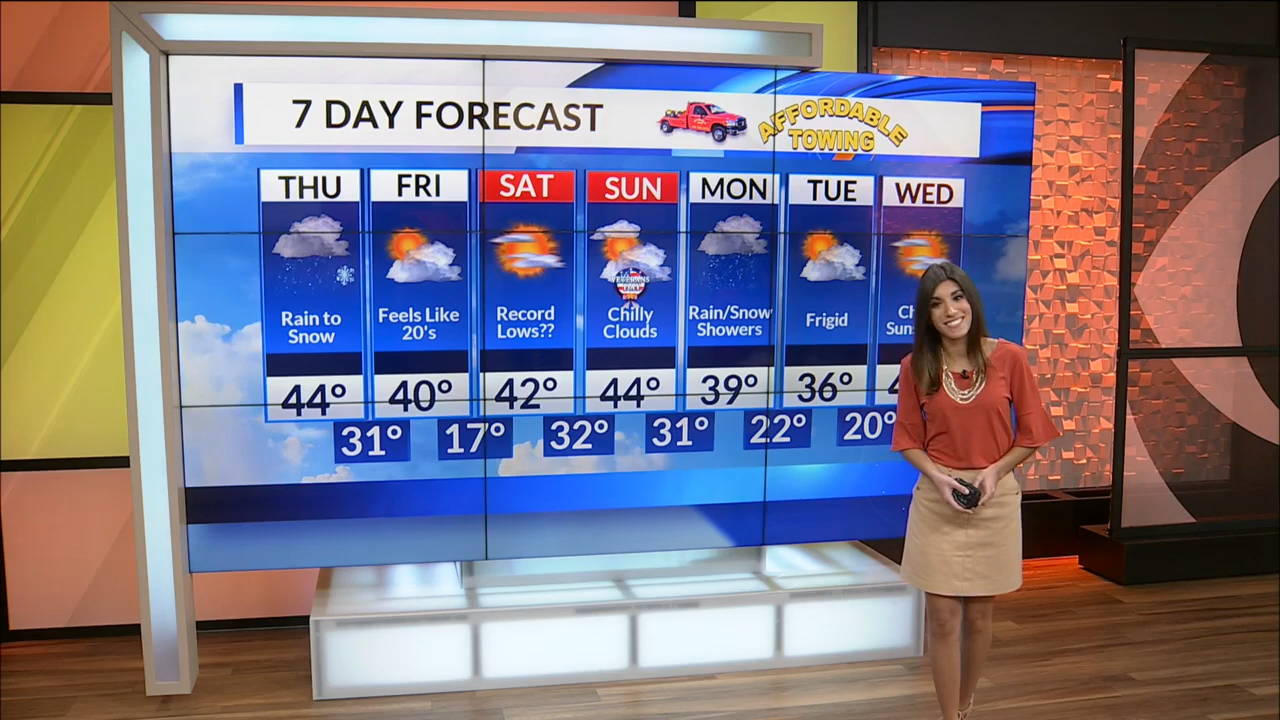 7 DAY FORECAST
AFFORDABLE
TOWING
THU
FRI
SAT
SUN
MON
TUE
WED
Rain to
Snow
Feels Like
20's
Record
Lows??
VETERANS
DAY
Chilly
Clouds
Rain/Snow
Showers
Frigid
44°
40°
42°
44°
39°
36°
31°
17°
32°
31°
22°
20°